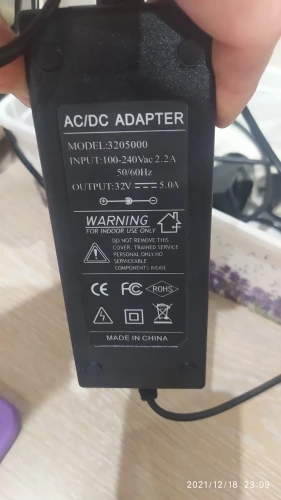 AC/DC ADAPTER
MODEL:3205000
INPUT:100-240Vac 2.2A
50/60Hz
OUTPUT:32V 5.0A
WARNING
FOR INDOOR USE ONLY
DO NOT REMOVE THIS
COVER. TRAINED SERVICE
PERSONAL ONLY.NO
SERVICEABLE
COMPONENTS INSIDE
CE FC ROHS
MADE IN CHINA
2021/12/18 23:09